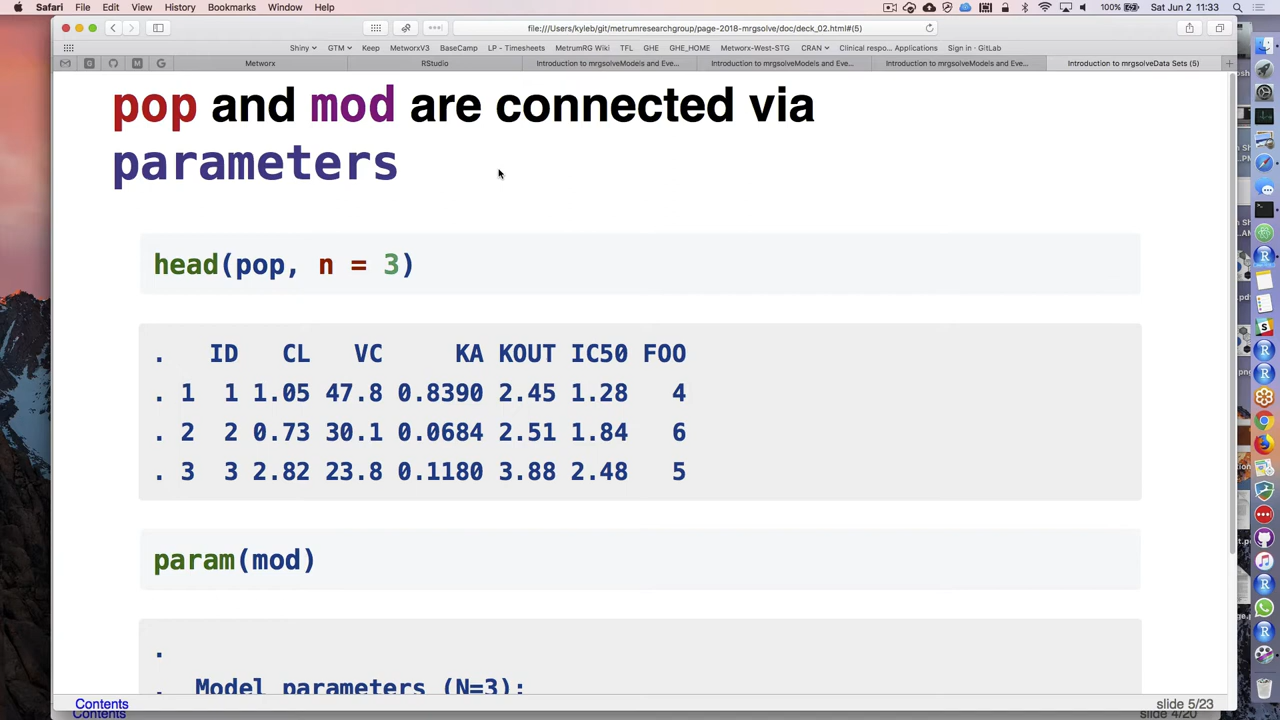 Safari File Edit View History Bookmarks Window Help
100% Sat Jun 2 11:33
file:///Users/kyleb/git/metrumresearchgroup/page-2018-mrgsolve/doc/deck_02.html#(5)
Shiny GTM Keep MetworxV3 BaseCamp LP - Timesheets MetrumRG Wiki TFL GHE GHE_HOME Metworx-West-STG CRAN Clinical respo... Applications Sign in · GitLab
Metworx RStudio Introduction to mrgsolveModels and Eve... Introduction to mrgsolveModels and Eve... Introduction to mrgsolveModels and Eve... Introduction to mrgsolveData Sets (5)
pop and mod are connected via
parameters
head(pop, n = 3)
. ID CL VC KA KOUT IC50 FOO
. 1 1 1.05 47.8 0.8390 2.45 1.28 4
. 2 2 0.73 30.1 0.0684 2.51 1.84 6
. 3 3 2.82 23.8 0.1180 3.88 2.48 5
param(mod)
.
. Model parameters (N=3):
Contents slide 5/23
Contents slide 4/20